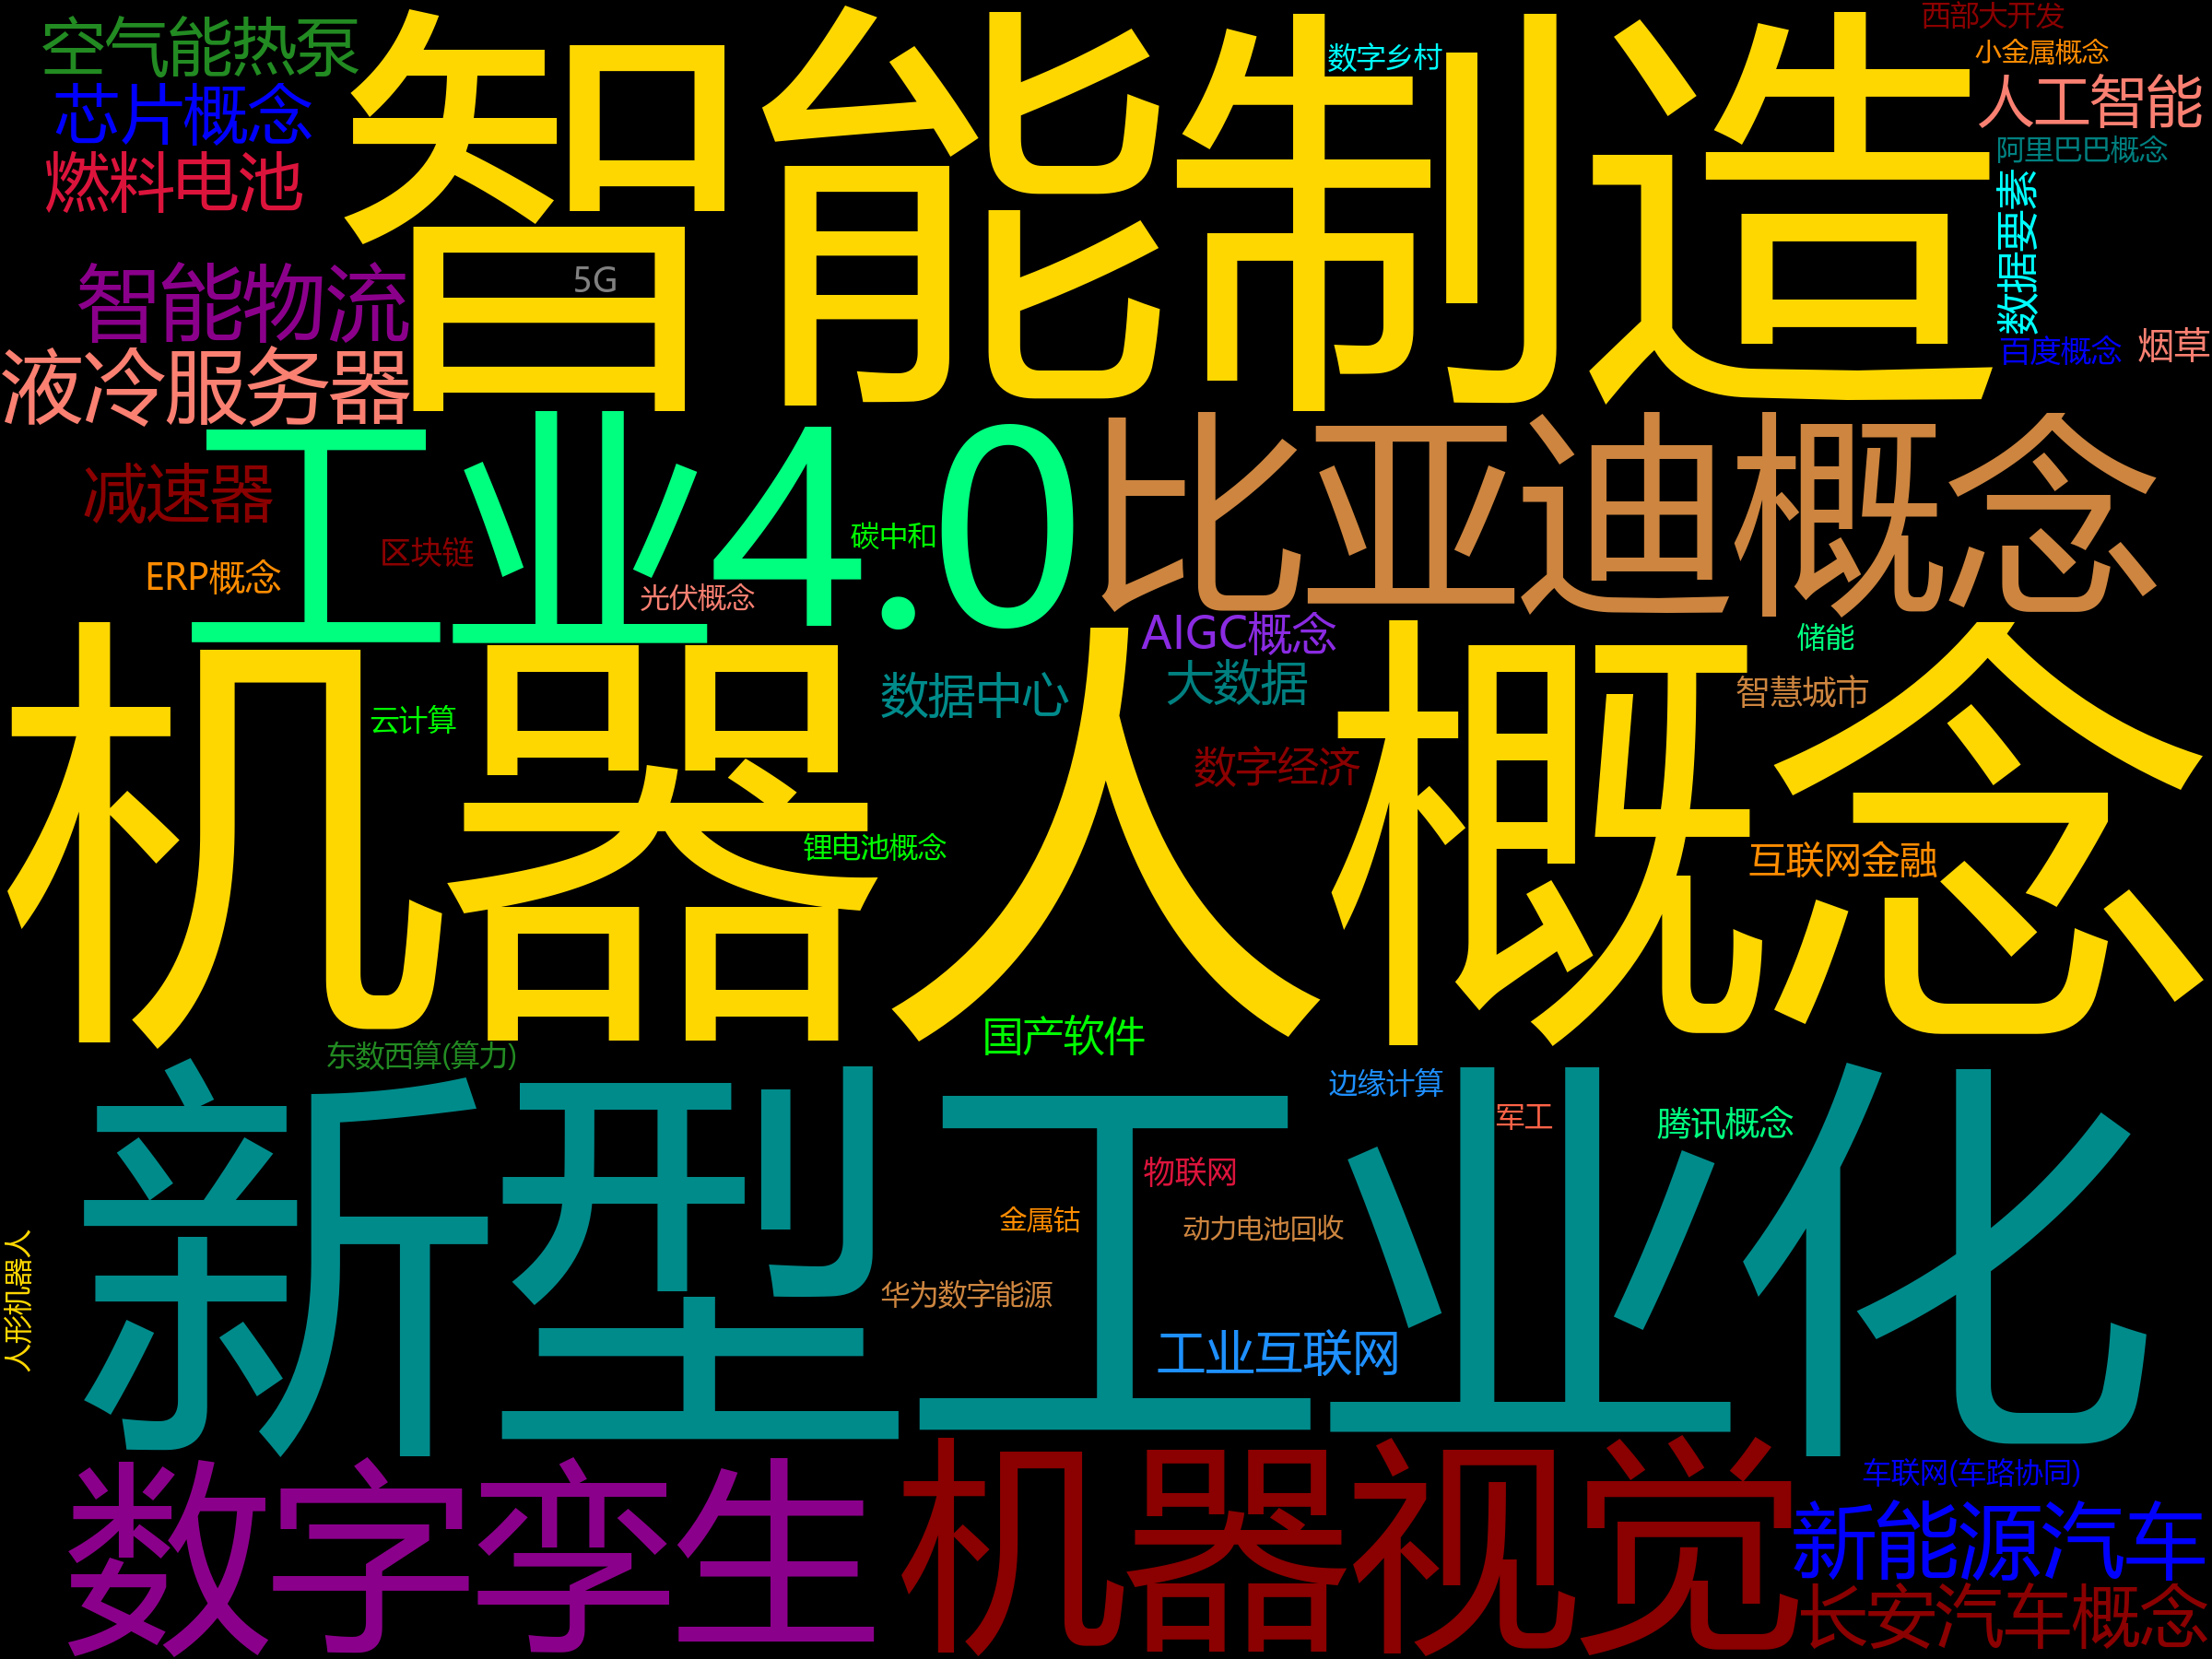 空气能热泵
芯片概念
燃料电池
智能制造
数字乡村
西部大开发
小金属概念
人工智能
阿里巴巴概念
数据要素
百度概念
烟草
5G
智能物流
液冷服务器
工业4.0
比亚迪概念
减速器
区块链
ERP概念
碳中和
光伏概念
AIGC概念
储能
机器人概念
数据中心
大数据
智慧城市
云计算
数字经济
锂电池概念
互联网金融
国产软件
东数西算(算力)
边缘计算
军工
腾讯概念
新型工业化
物联网
金属钴
动力电池回收
人形机器人
华为数字能源
工业互联网
数字孪生
机器视觉
车联网(车路协同)
新能源汽车
长安汽车概念